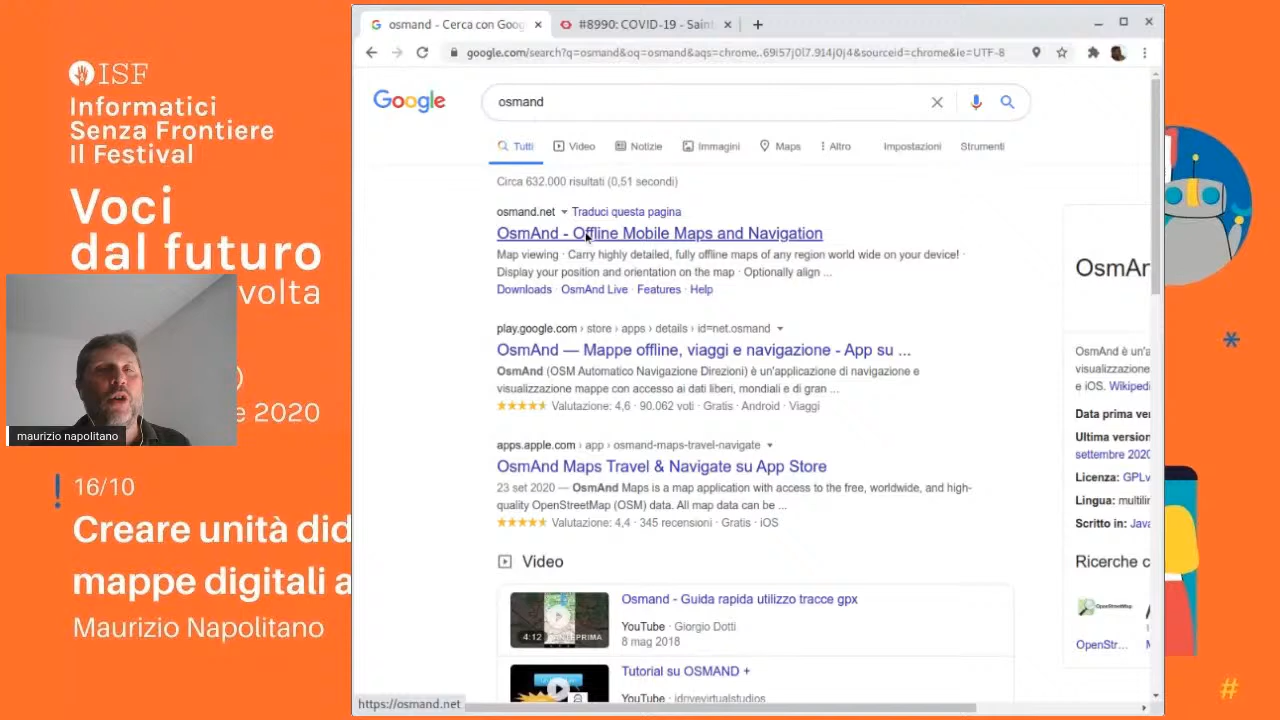 ISF
Informatici
Senza Frontiere
Il Festival
Voci
dal futuro
volta
)
e 2020
maurizio napolitano
16/10
Creare unità did
mappe digitali a
Maurizio Napolitano
osmand - Cerca con Goog
#8990: COVID-19 - Saint
google.com/search?q=osmand&oq=osmand&aqs=chrome..69i57j0l7.914j0j4&sourceid=chrome&ie=UTF-8
Google
osmand
Tutti Video Notizie Immagini Maps Altro Impostazioni Strumenti
Circa 632.000 risultati (0,51 secondi)
osmand.net Traduci questa pagina
OsmAnd - Offline Mobile Maps and Navigation
Map viewing · Carry highly detailed, fully offline maps of any region world wide on your device! ·
Display your position and orientation on the map · Optionally align ...
Downloads · OsmAnd Live · Features · Help
play.google.com › store › apps › details › id=net.osmand
OsmAnd — Mappe offline, viaggi e navigazione - App su ...
OsmAnd (OSM Automatico Navigazione Direzioni) è un'applicazione di navigazione e
visualizzazione mappe con accesso ai dati liberi, mondiali e di gran ...
Valutazione: 4,6 · 90.062 voti · Gratis · Android · Viaggi
apps.apple.com › app › osmand-maps-travel-navigate
OsmAnd Maps Travel & Navigate su App Store
23 set 2020 — OsmAnd Maps is a map application with access to the free, worldwide, and high-
quality OpenStreetMap (OSM) data. All map data can be ...
Valutazione: 4,4 · 345 recensioni · Gratis · iOS
Video
4:12 ANTEPRIMA
Osmand - Guida rapida utilizzo tracce gpx
YouTube · Giorgio Dotti
8 mag 2018
Tutorial su OSMAND +
YouTube · idrivevirtualstudios
OsmAn
OsmAnd è un'a
visualizzazione
e iOS. Wikiped
Data prima ver
Ultima version
settembre 2020
Licenza: GPLv
Lingua: multilin
Scritto in: Java
Ricerche c
OpenStreetMap
OpenStr...
https://osmand.net
#